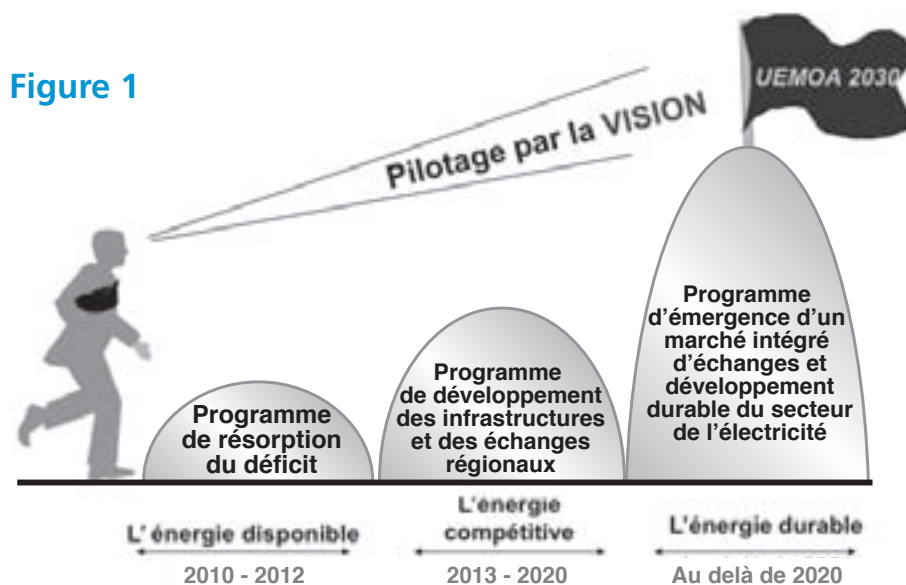 Figure 1
UEMOA 2030
Pilotage par la VISION
Programme
de résorption
du déficit
Programme
de développement
des infrastructures
et des échanges
régionaux
Programme
d'émergence d'un
marché intégré
d'échanges et
développement
durable du secteur
de l'électricité
L' énergie disponible
2010 - 2012
L'énergie
compétitive
2013 - 2020
L'énergie durable
Au delà de 2020